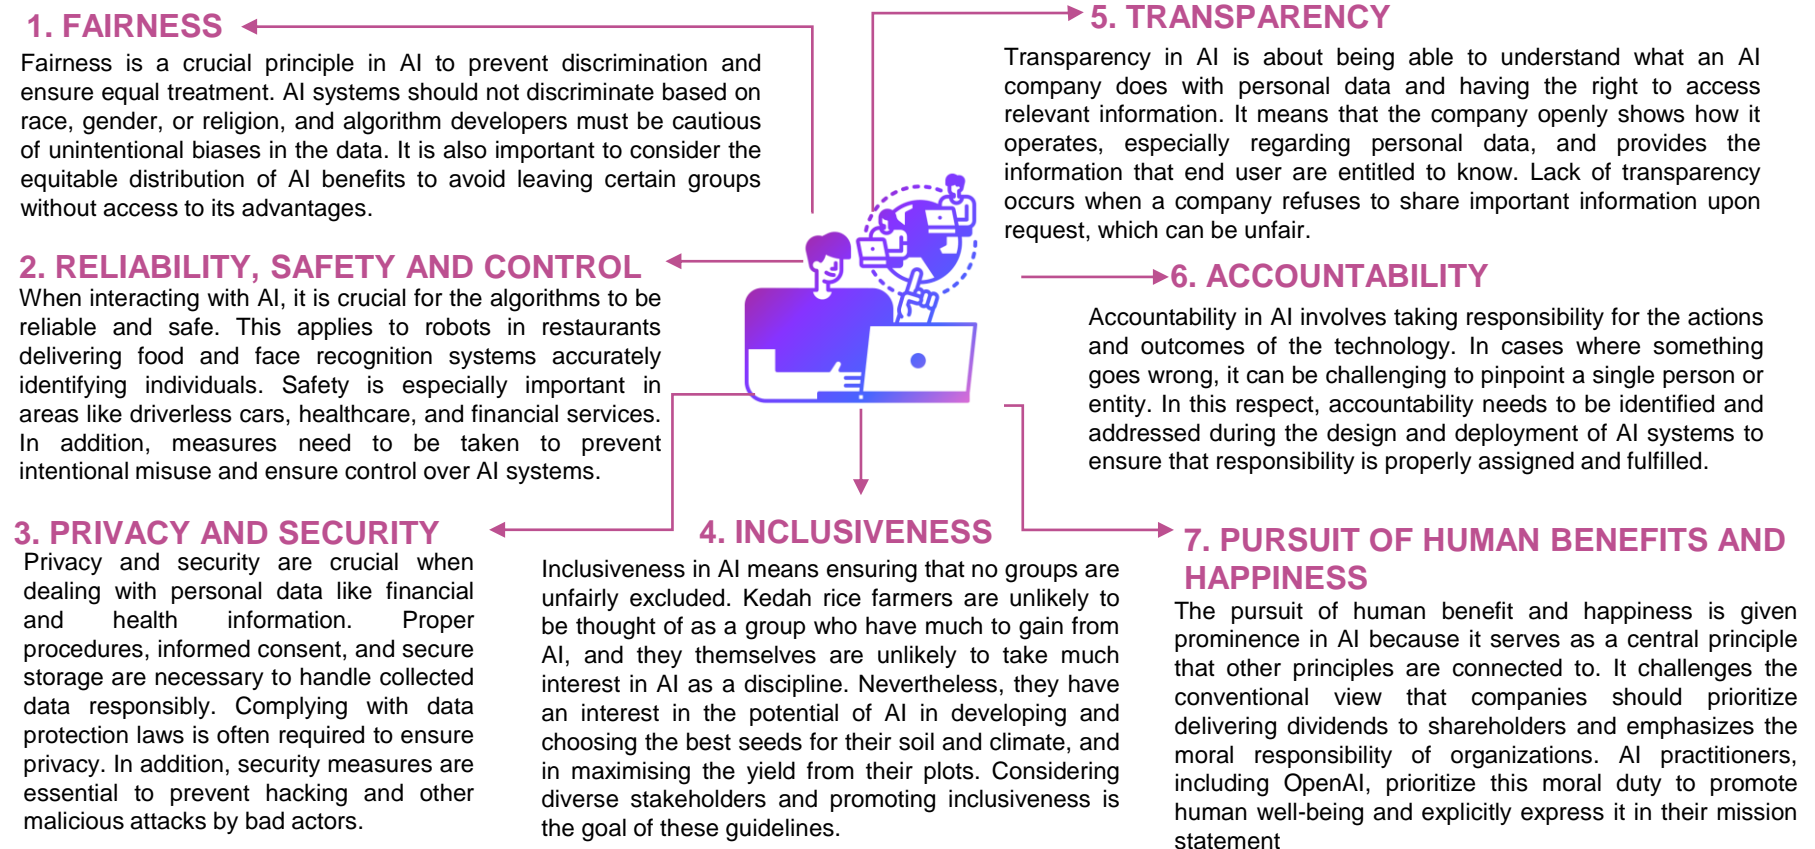 1. FAIRNESS
Fairness is a crucial principle in AI to prevent discrimination and
ensure equal treatment. AI systems should not discriminate based on
race, gender, or religion, and algorithm developers must be cautious
of unintentional biases in the data. It is also important to consider the
equitable distribution of AI benefits to avoid leaving certain groups
without access to its advantages.
2. RELIABILITY, SAFETY AND CONTROL
When interacting with AI, it is crucial for the algorithms to be
reliable and safe. This applies to robots in restaurants
delivering food and face recognition systems accurately
identifying individuals. Safety is especially important in
areas like driverless cars, healthcare, and financial services.
In addition, measures need to be taken to prevent
intentional misuse and ensure control over AI systems.
3. PRIVACY AND SECURITY
Privacy and security are crucial when
dealing with personal data like financial
and health information. Proper
procedures, informed consent, and secure
storage are necessary to handle collected
data responsibly. Complying with data
protection laws is often required to ensure
privacy. In addition, security measures are
essential to prevent hacking and other
malicious attacks by bad actors.
4. INCLUSIVENESS
Inclusiveness in AI means ensuring that no groups are
unfairly excluded. Kedah rice farmers are unlikely to
be thought of as a group who have much to gain from
AI, and they themselves are unlikely to take much
interest in AI as a discipline. Nevertheless, they have
an interest in the potential of AI in developing and
choosing the best seeds for their soil and climate, and
in maximising the yield from their plots. Considering
diverse stakeholders and promoting inclusiveness is
the goal of these guidelines.
5. TRANSPARENCY
Transparency in AI is about being able to understand what an AI
company does with personal data and having the right to access
relevant information. It means that the company openly shows how it
operates, especially regarding personal data, and provides the
information that end user are entitled to know. Lack of transparency
occurs when a company refuses to share important information upon
request, which can be unfair.
6. ACCOUNTABILITY
Accountability in AI involves taking responsibility for the actions
and outcomes of the technology. In cases where something
goes wrong, it can be challenging to pinpoint a single person or
entity. In this respect, accountability needs to be identified and
addressed during the design and deployment of AI systems to
ensure that responsibility is properly assigned and fulfilled.
7. PURSUIT OF HUMAN BENEFITS AND
HAPPINESS
The pursuit of human benefit and happiness is given
prominence in AI because it serves as a central principle
that other principles are connected to. It challenges the
conventional view that companies should prioritize
delivering dividends to shareholders and emphasizes the
moral responsibility of organizations. AI practitioners,
including OpenAI, prioritize this moral duty to promote
human well-being and explicitly express it in their mission
statement